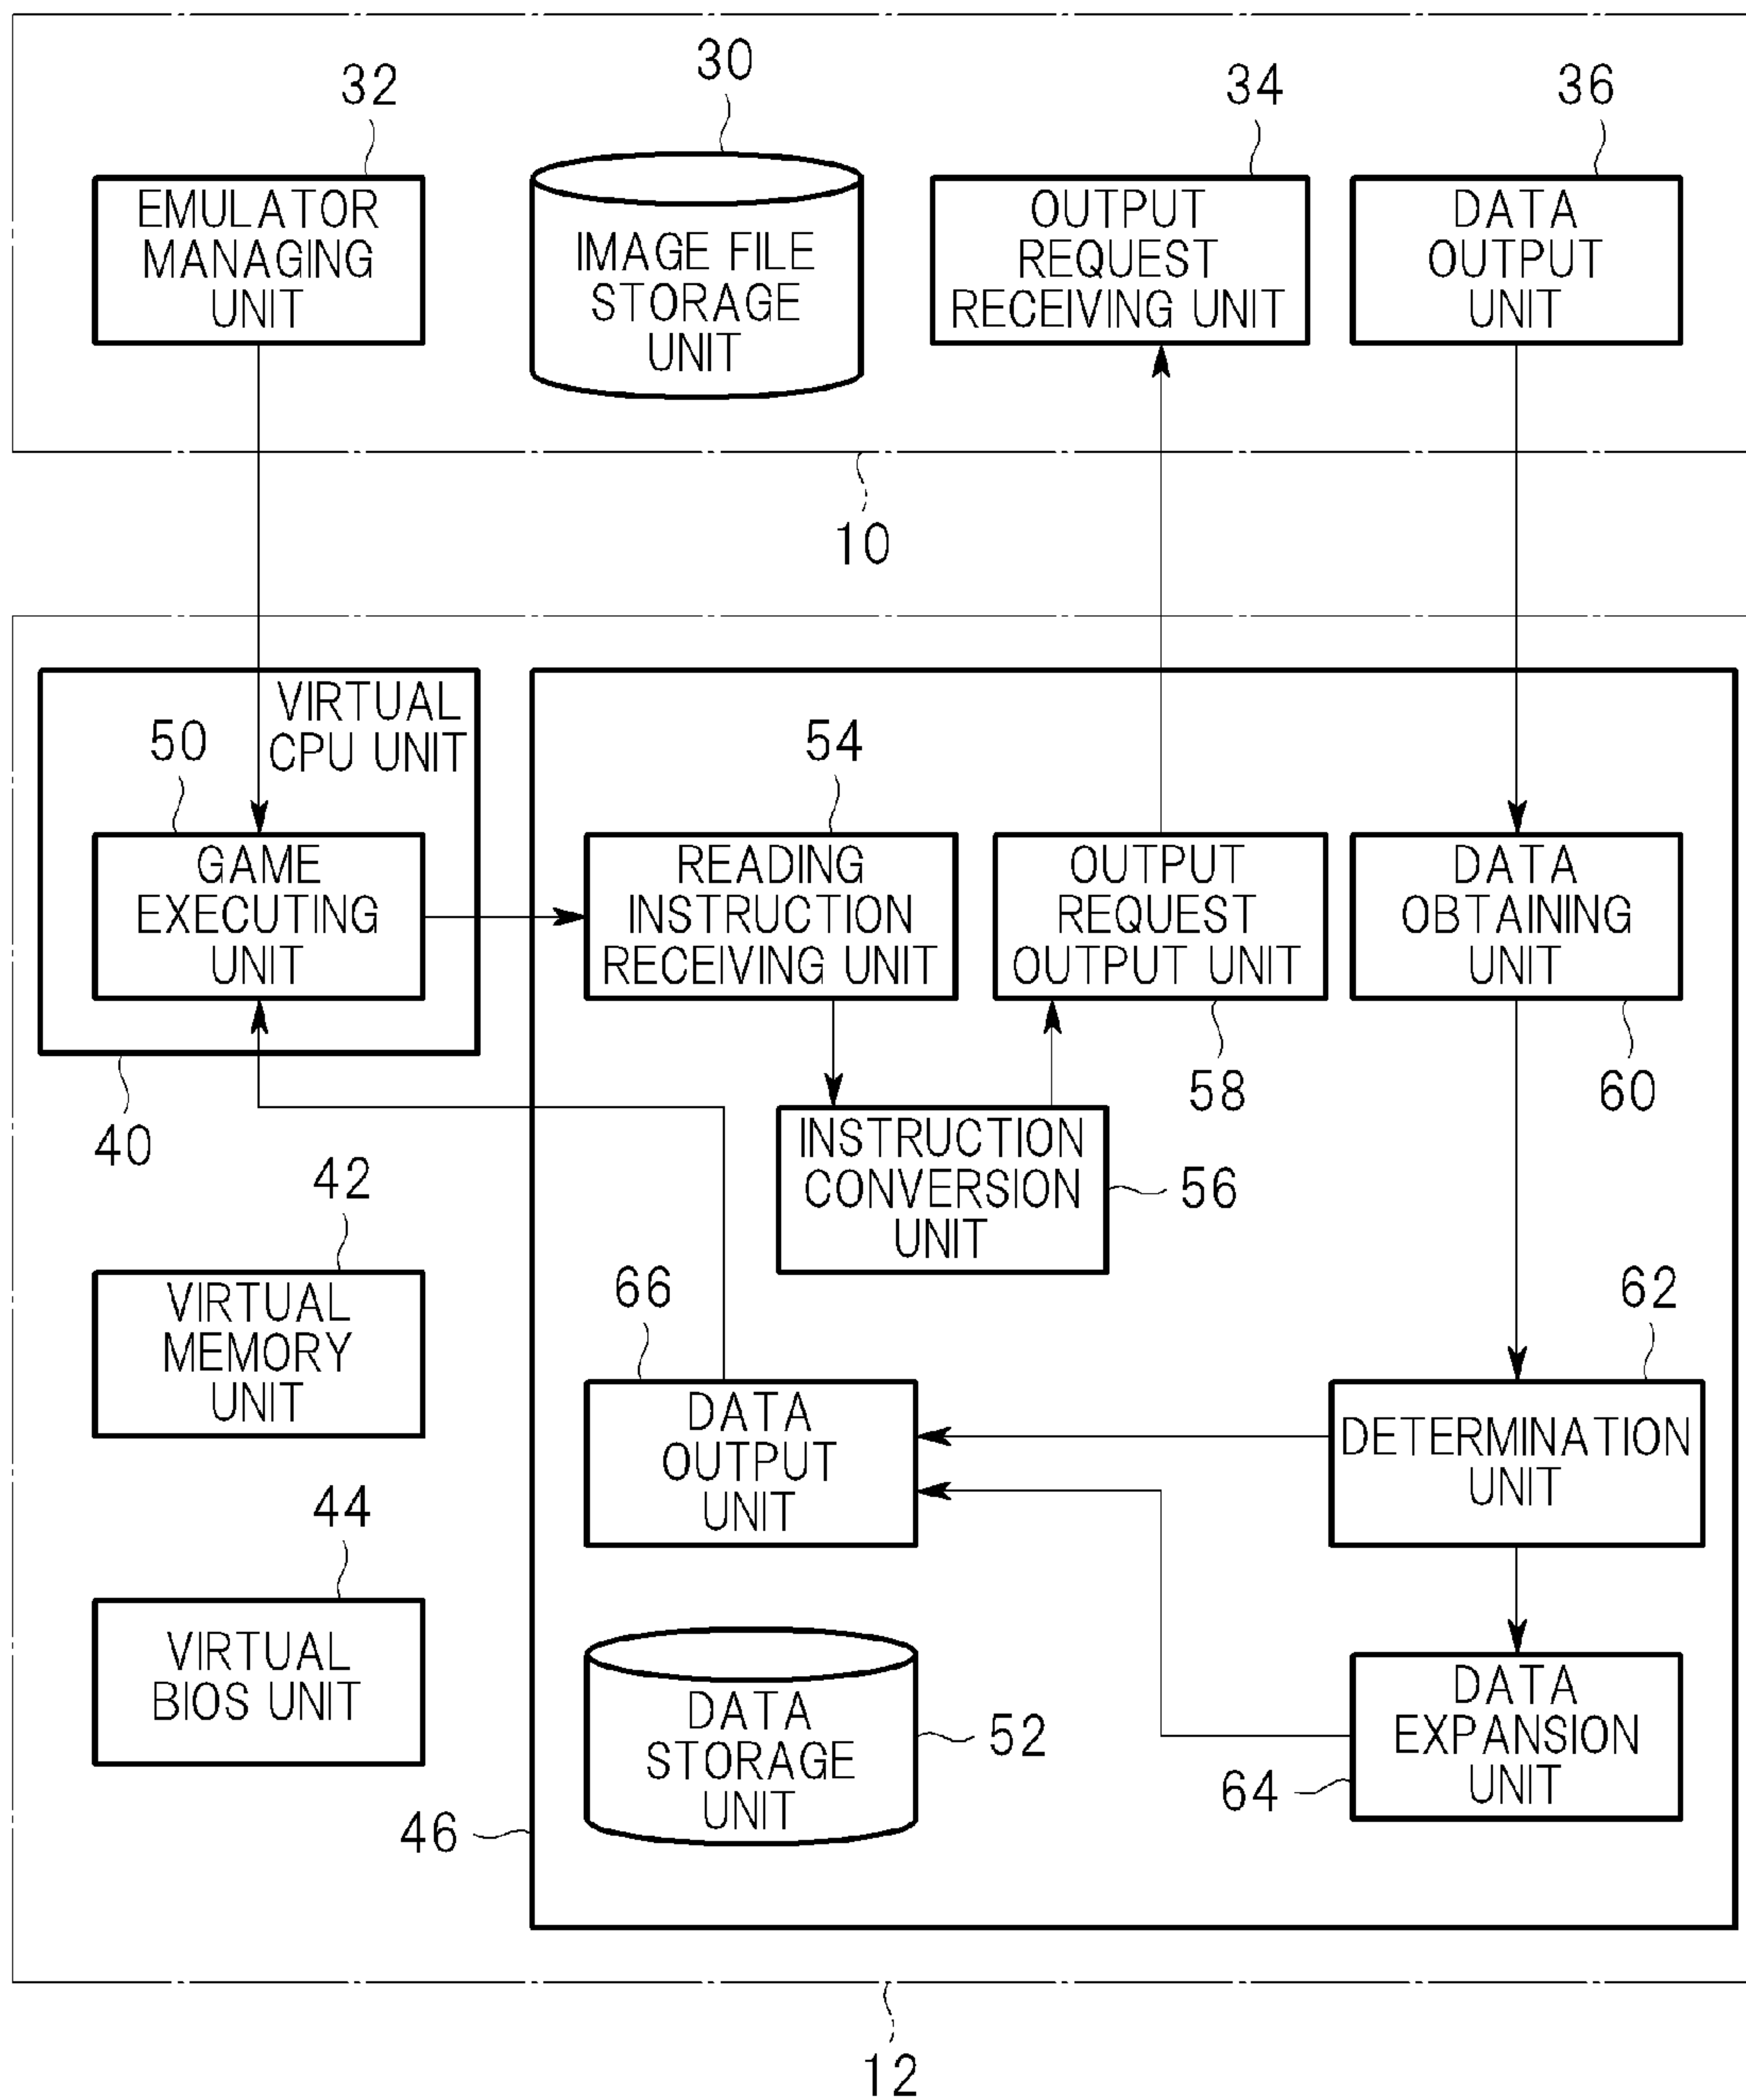 32
30
34
36
EMULATOR
MANAGING
UNIT
IMAGE FILE
STORAGE
UNIT
OUTPUT
REQUEST
RECEIVING UNIT
DATA
OUTPUT
UNIT
10
VIRTUAL
CPU UNIT
50
54
GAME
EXECUTING
UNIT
READING
INSTRUCTION
RECEIVING UNIT
OUTPUT
REQUEST
OUTPUT UNIT
DATA
OBTAINING
UNIT
58
60
40
INSTRUCTION
CONVERSION
UNIT
56
42
VIRTUAL
MEMORY
UNIT
66
62
DATA
OUTPUT
UNIT
DETERMINATION
UNIT
44
VIRTUAL
BIOS UNIT
DATA
STORAGE
UNIT
52
DATA
EXPANSION
UNIT
64
46
12